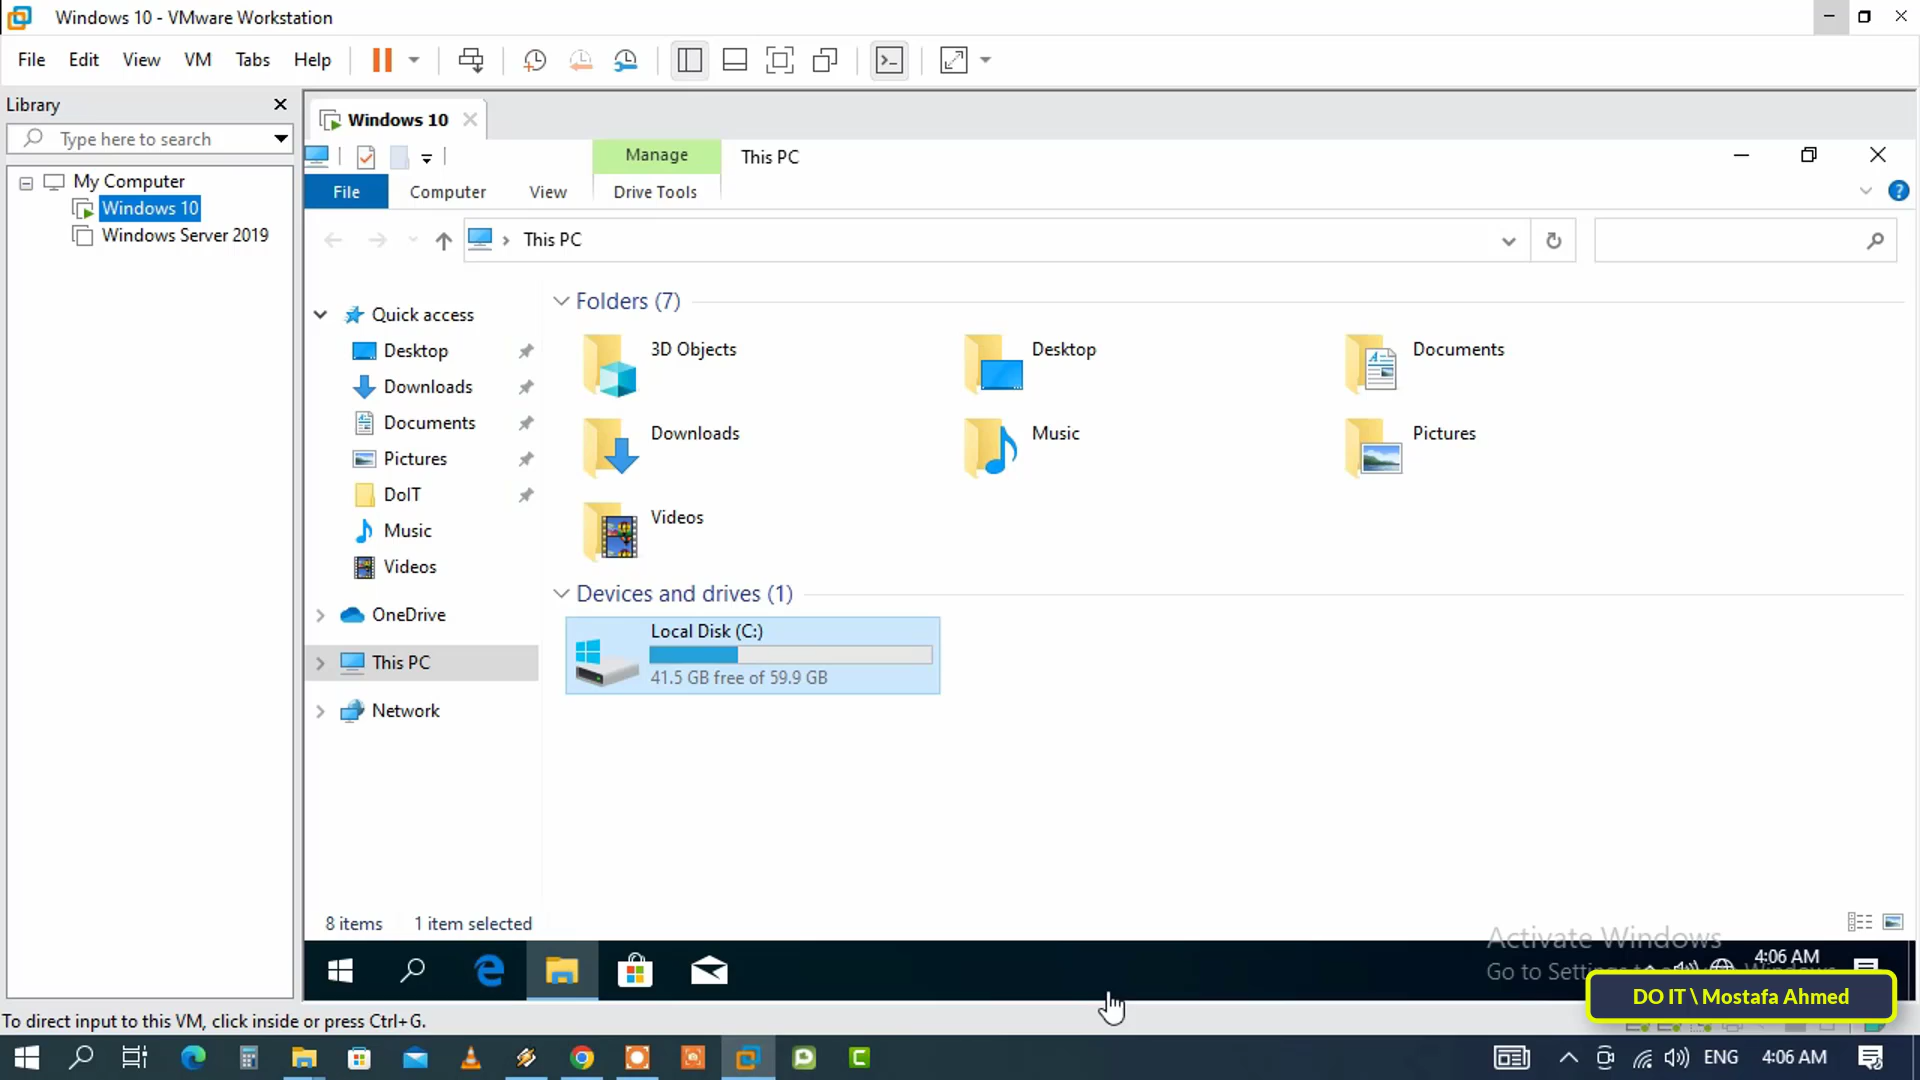 Windows 10 - VMware Workstation
File Edit View VM Tabs Help
Library
Type here to search
My Computer
Windows 10
Windows Server 2019
Windows 10
Manage This PC
File Computer View Drive Tools
This PC
Quick access
Desktop
Downloads
Documents
Pictures
DoIT
Music
Videos
OneDrive
This PC
Network
Folders (7)
3D Objects Desktop Documents
Downloads Music Pictures
Videos
Devices and drives (1)
Local Disk (C:)
41.5 GB free of 59.9 GB
8 items 1 item selected
Activate Windows
Go to Settings
4:06 AM
DO IT \ Mostafa Ahmed
To direct input to this VM, click inside or press Ctrl+G.
ENG 4:06 AM